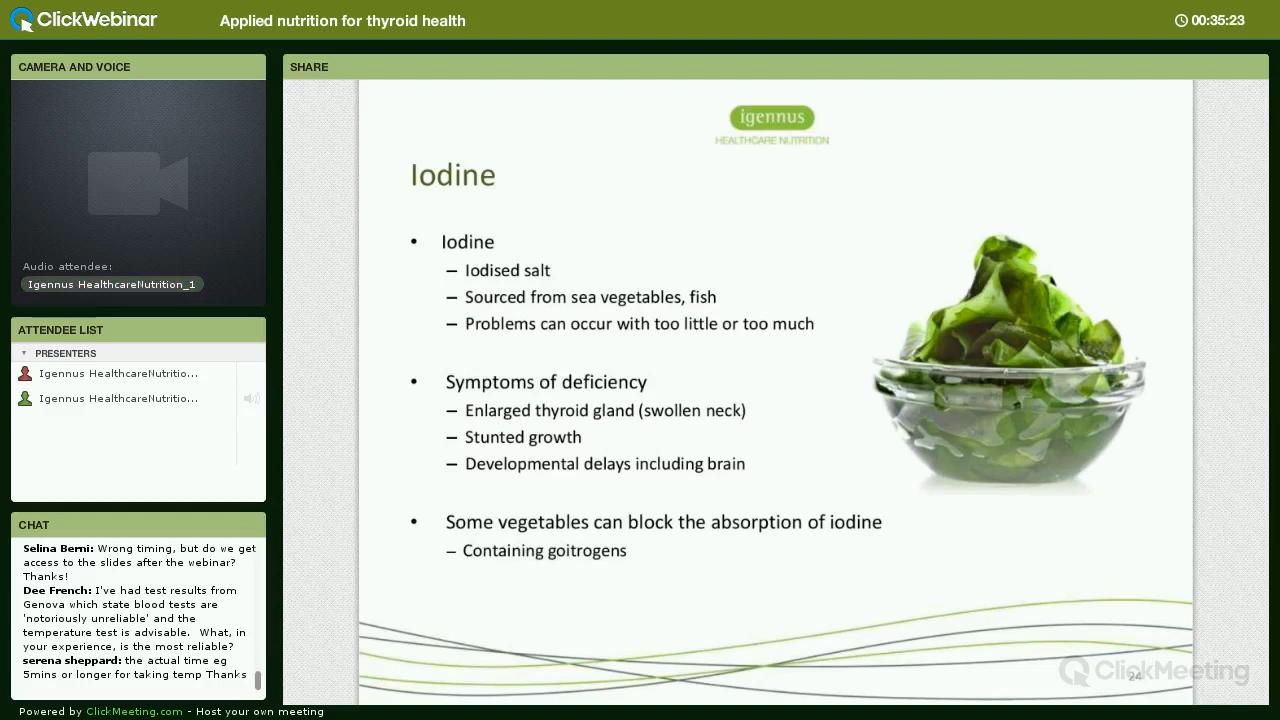 ClickWebinar
Applied nutrition for thyroid health
00:35:23
CAMERA AND VOICE
Audio attendee:
Igennus HealthcareNutrition_1
ATTENDEE LIST
PRESENTERS
Igennus HealthcareNutritio...
Igennus HealthcareNutritio...
CHAT
Selina Berni: Wrong timing, but do we get
access to the slides after the webinar?
Thanks!
Dee French: I've had test results from
Genova which state blood tests are
'notoriously unreliable' and the
temperature test is advisable. What, in
your experience, is the most reliable?
serena sheppard: the actual time eg
5mins or longer for taking temp Thanks
SHARE
igennus
HEALTHCARE NUTRITION
Iodine
• Iodine
– Iodised salt
– Sourced from sea vegetables, fish
– Problems can occur with too little or too much
• Symptoms of deficiency
– Enlarged thyroid gland (swollen neck)
– Stunted growth
– Developmental delays including brain
• Some vegetables can block the absorption of iodine
– Containing goitrogens
ClickMeeting
24
Powered by ClickMeeting.com - Host your own meeting